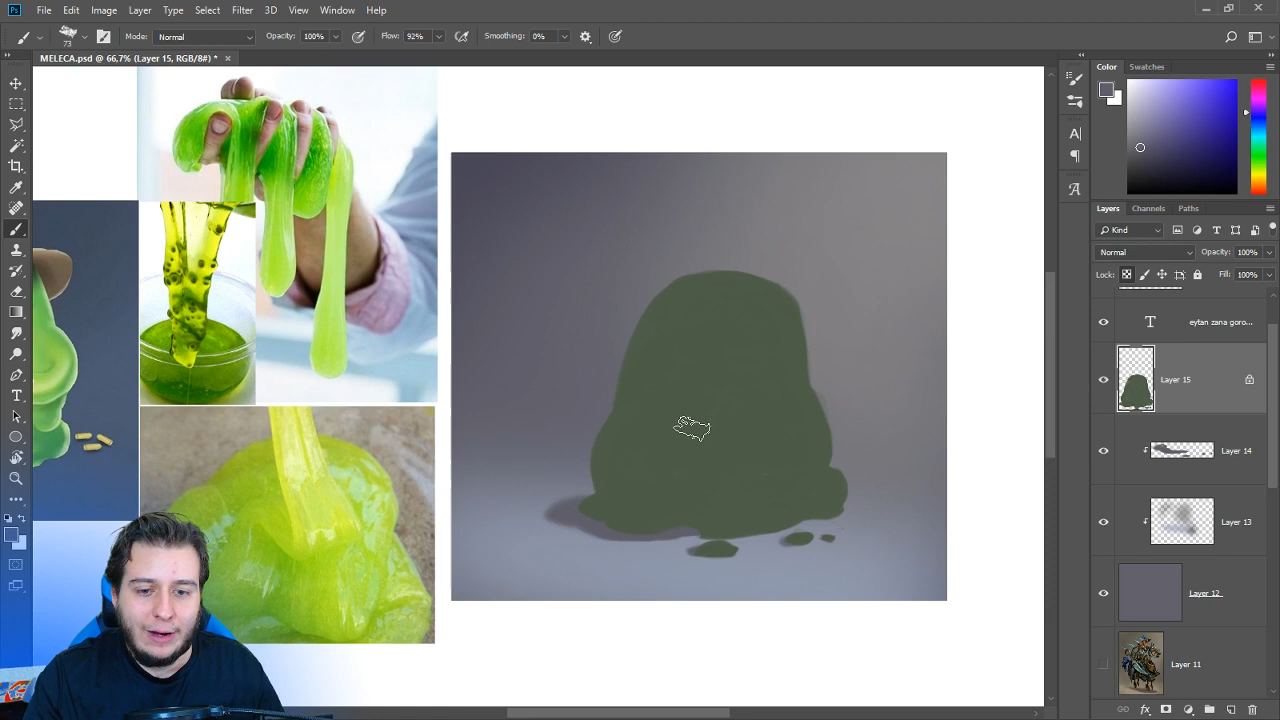 Ps File Edit Image Layer Type Select Filter 3D View Window Help
73 Mode: Normal Opacity: 100% Flow: 92% Smoothing: 0%
MELECA.psd @ 66,7% (Layer 15, RGB/8#) *
Color Swatches
Layers Channels Paths
Kind
Normal Opacity: 100%
Lock: Fill: 100%
eytan zana goro...
Layer 15
Layer 14
Layer 13
Layer 12
Layer 11